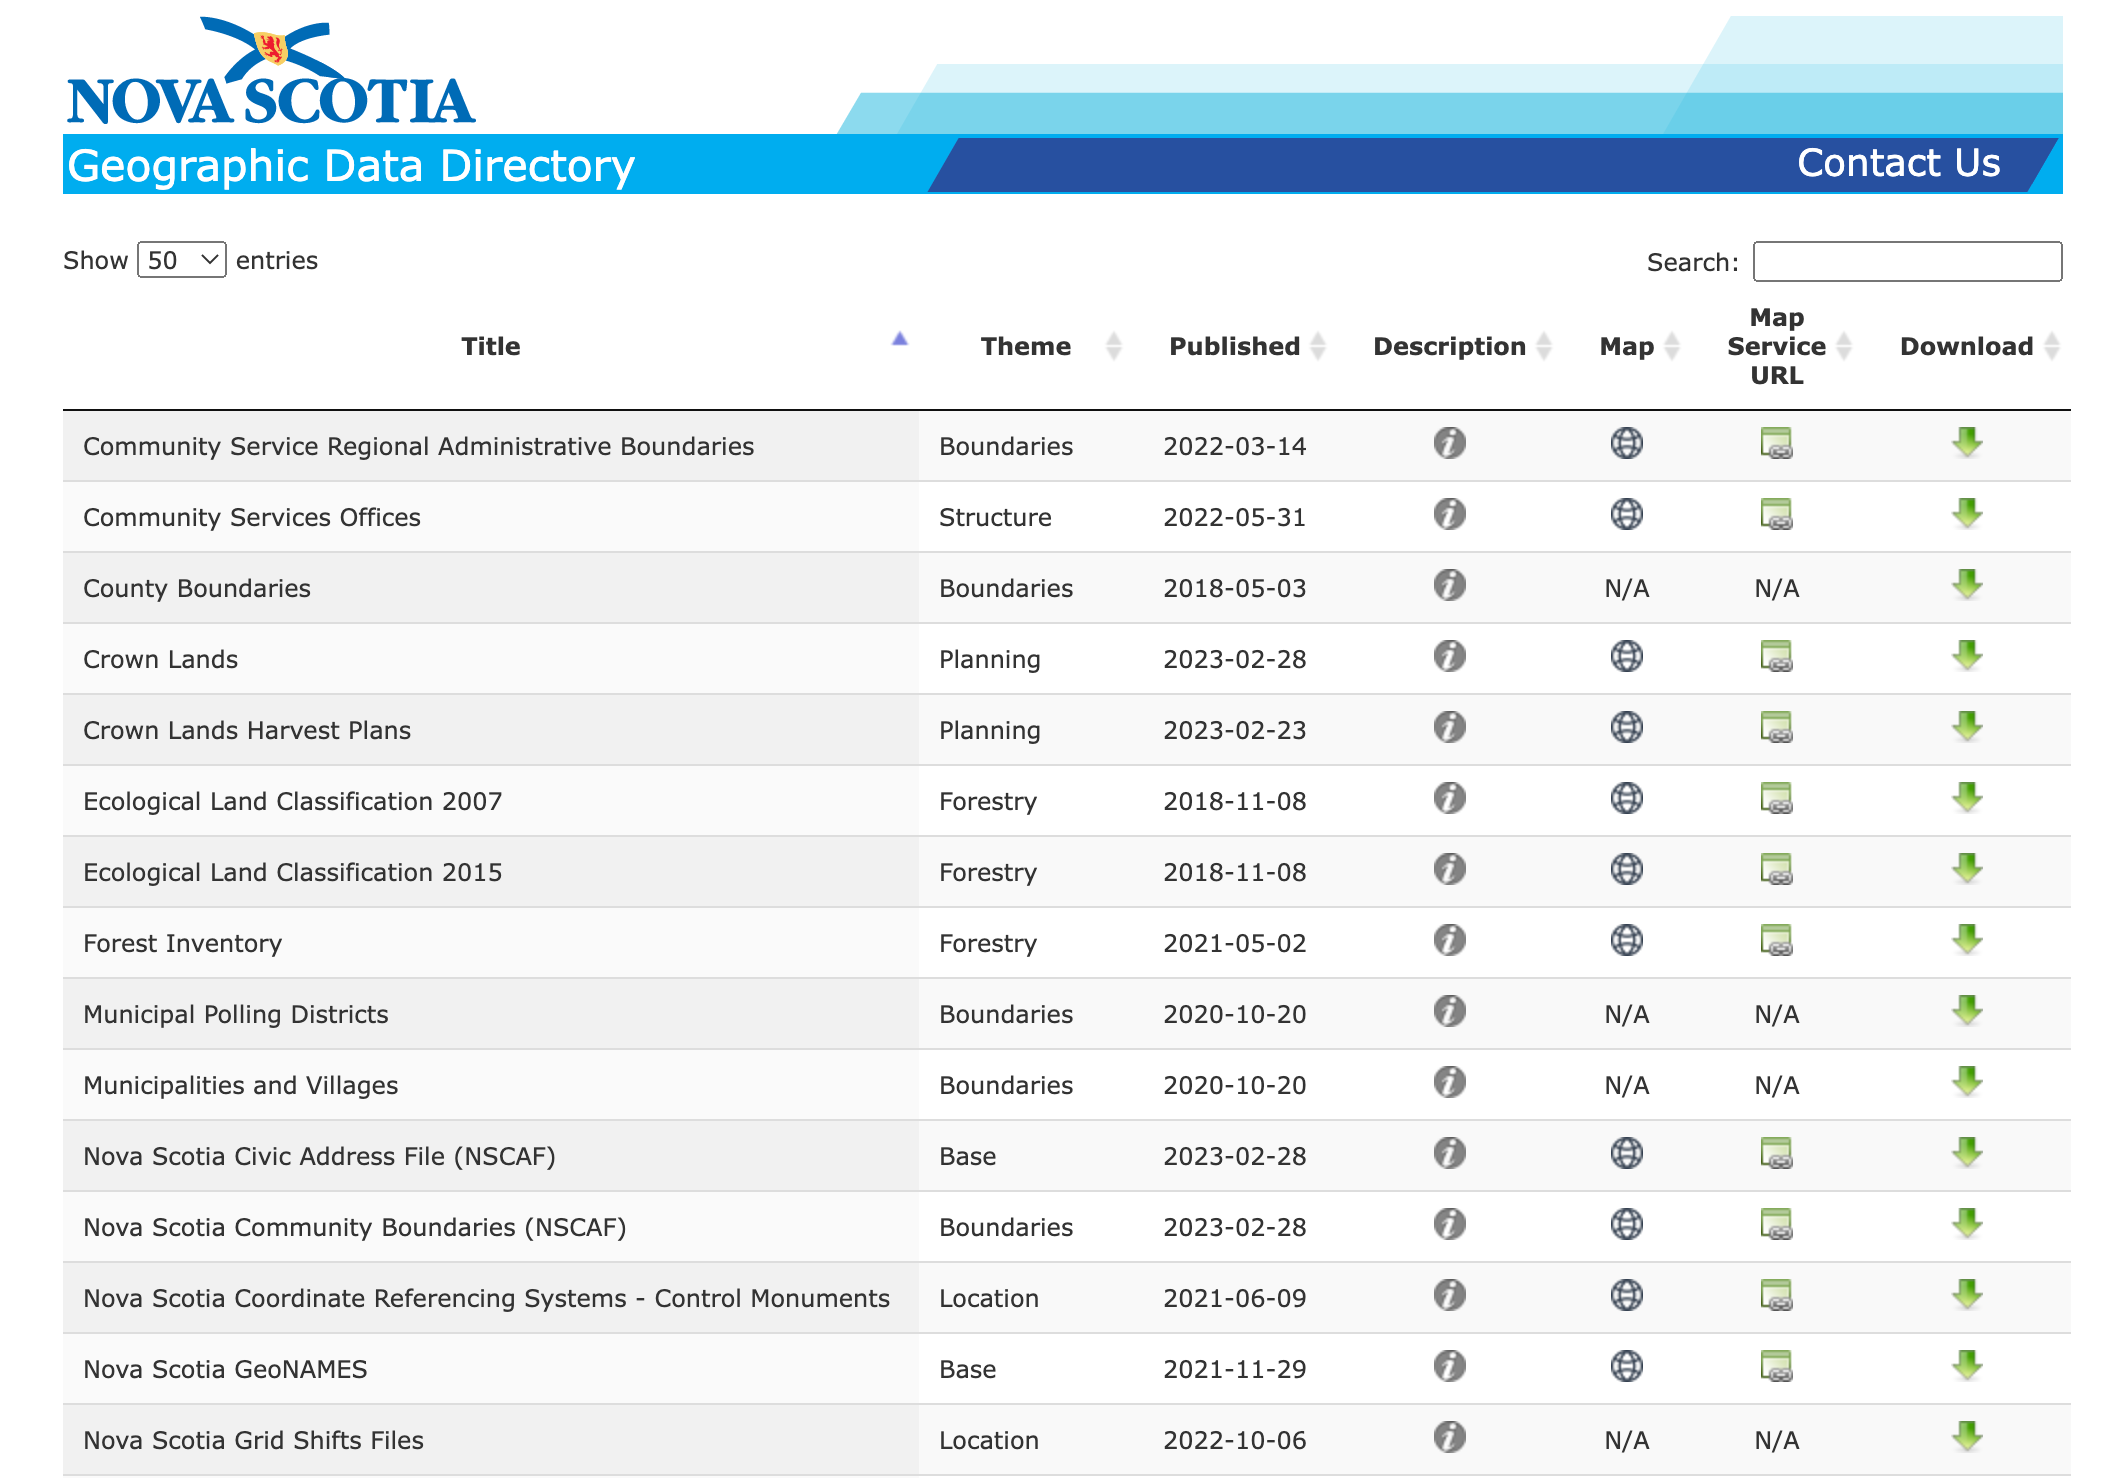 NOVA SCOTIA
Geographic Data Directory
Contact Us
Show 50 entries
Search:
Title Theme Published Description Map Map Service URL Download
Community Service Regional Administrative Boundaries Boundaries 2022-03-14
Community Services Offices Structure 2022-05-31
County Boundaries Boundaries 2018-05-03 N/A N/A
Crown Lands Planning 2023-02-28
Crown Lands Harvest Plans Planning 2023-02-23
Ecological Land Classification 2007 Forestry 2018-11-08
Ecological Land Classification 2015 Forestry 2018-11-08
Forest Inventory Forestry 2021-05-02
Municipal Polling Districts Boundaries 2020-10-20 N/A N/A
Municipalities and Villages Boundaries 2020-10-20 N/A N/A
Nova Scotia Civic Address File (NSCAF) Base 2023-02-28
Nova Scotia Community Boundaries (NSCAF) Boundaries 2023-02-28
Nova Scotia Coordinate Referencing Systems - Control Monuments Location 2021-06-09
Nova Scotia GeoNAMES Base 2021-11-29
Nova Scotia Grid Shifts Files Location 2022-10-06 N/A N/A